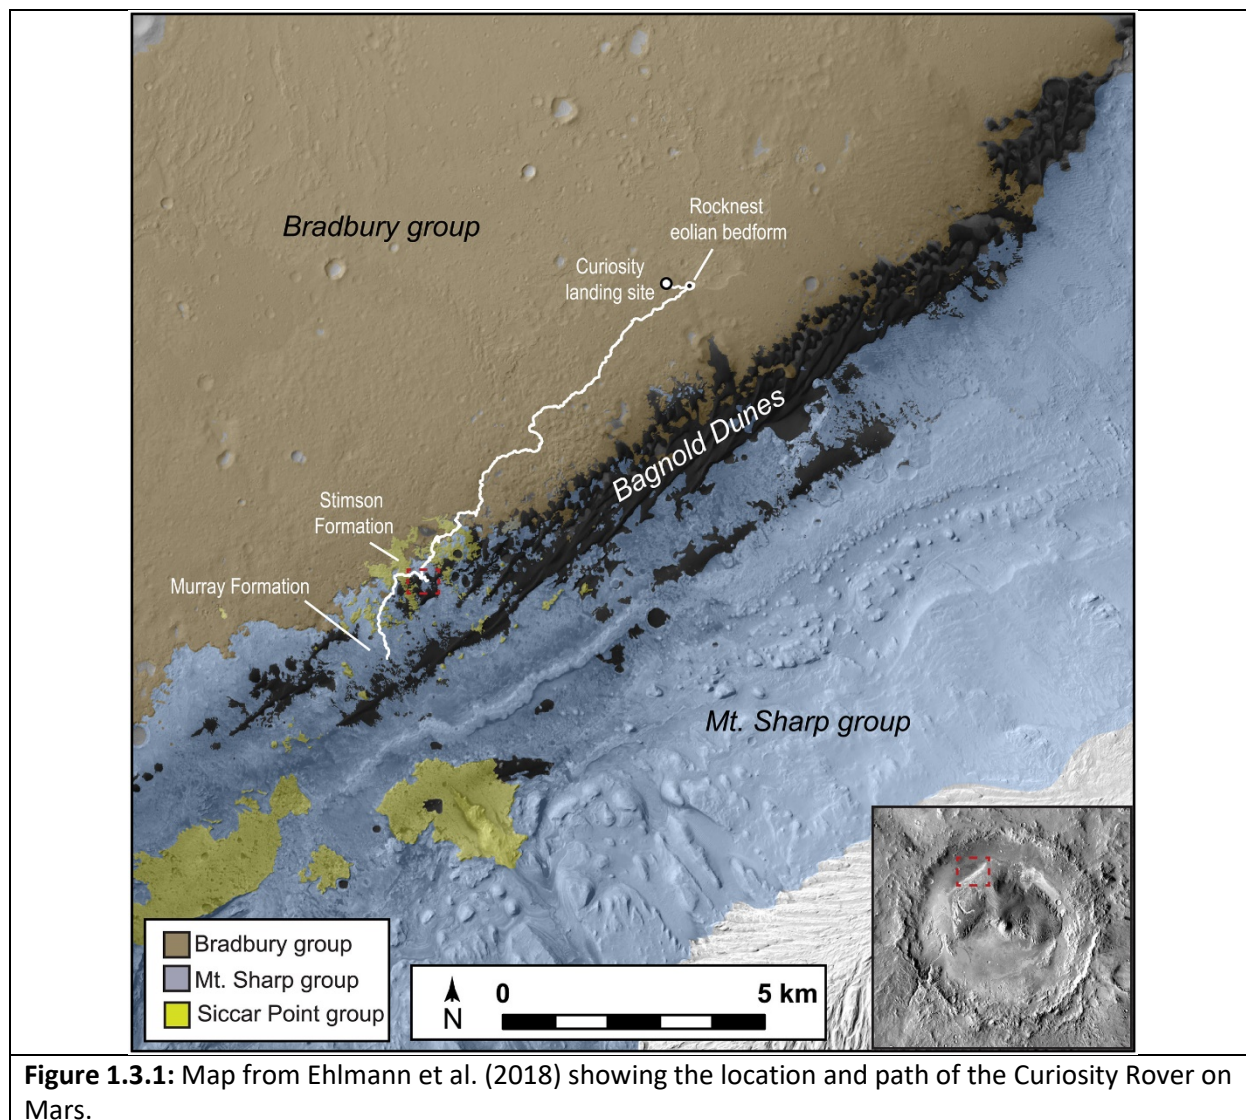 Rocknest
eolian bedform
Bradbury group
Curiosity
landing site
Bagnold Dunes
Stimson
Formation
Murray Formation
Mt. Sharp group
Bradbury group
Mt. Sharp group
Siccar Point group
N
0
5 km
Figure 1.3.1: Map from Ehlmann et al. (2018) showing the location and path of the Curiosity Rover on
Mars.